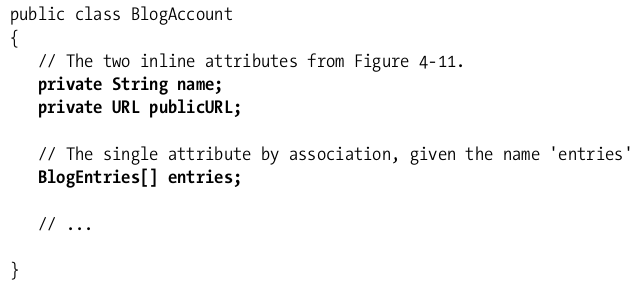 public class BlogAccount
{
// The two inline attributes from Figure 4-11.
private String name;
private URL publicURL;
// The single attribute by association, given the name 'entries'
BlogEntries[] entries;
// ...
}